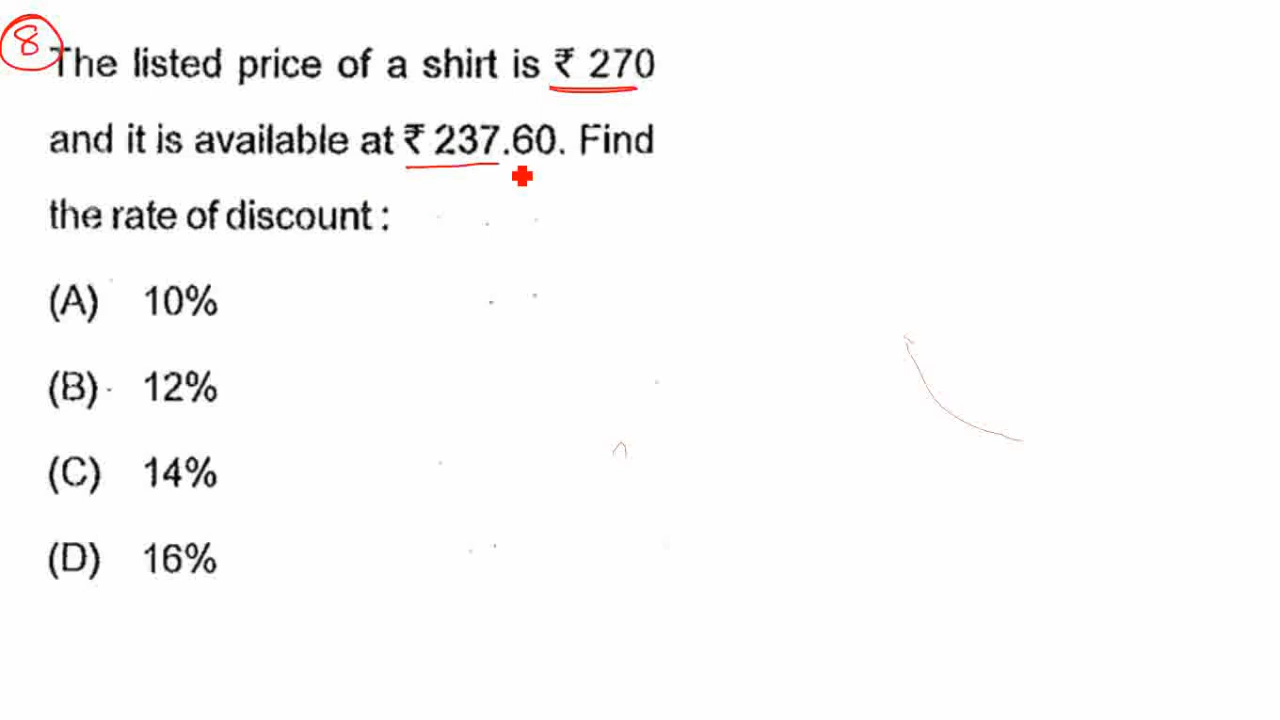 8
The listed price of a shirt is ₹ 270
and it is available at ₹ 237.60. Find
the rate of discount :
(A) 10%
(B) 12%
(C) 14%
(D) 16%